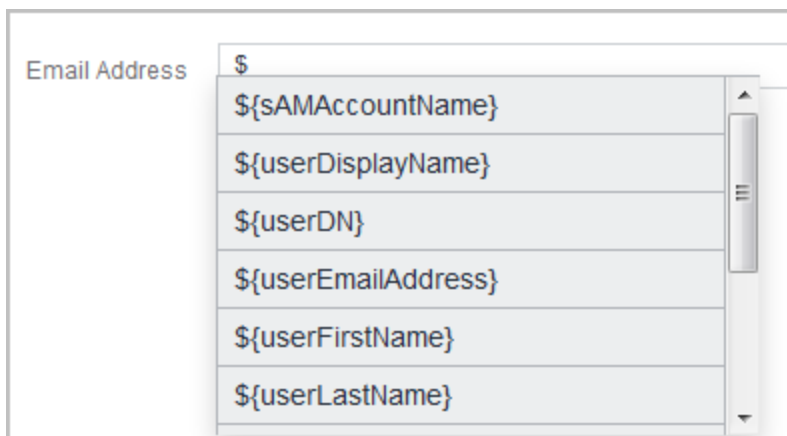 Email Address $
${sAMAccountName}
${userDisplayName}
${userDN}
${userEmailAddress}
${userFirstName}
${userLastName}